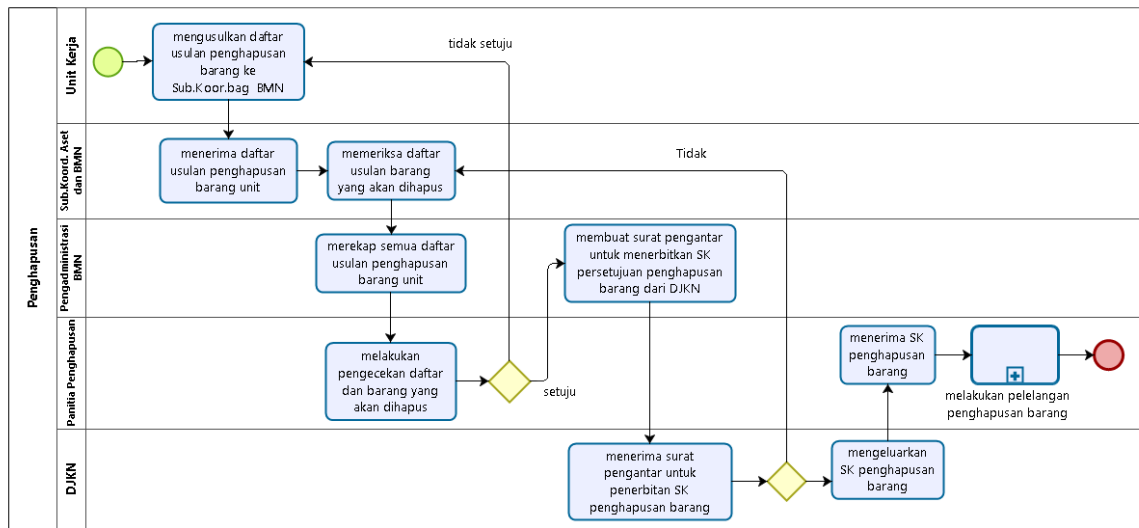 Penghapusan
Unit Kerja
mengusulkan daftar
usulan penghapusan
barang ke
Sub.Koor.bag BMN
tidak setuju
Sub.Koord. Aset
dan BMN
menerima daftar
usulan penghapusan
barang unit
memeriksa daftar
usulan barang
yang akan dihapus
Tidak
Pengadministrasi
BMN
merekap semua daftar
usulan penghapusan
barang unit
membuat surat pengantar
untuk menerbitkan SK
persetujuan penghapusan
barang dari DJKN
Panitia Penghapusan
melakukan
pengecekan daftar
dan barang yang
akan dihapus
setuju
menerima SK
penghapusan
barang
melakukan pelelangan
penghapusan barang
DJKN
menerima surat
pengantar untuk
penerbitan SK
penghapusan barang
mengeluarkan
SK penghapusan
barang